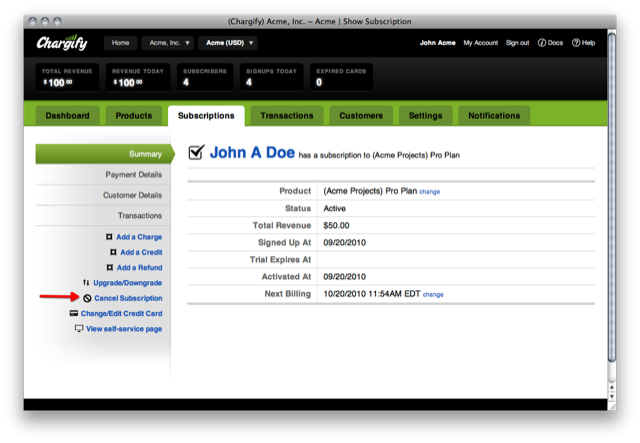 (Chargify) Acme, Inc. ~ Acme | Show Subscription
Chargify Home Acme, Inc. Acme (USD) John Acme My Account Sign out Docs Help
TOTAL REVENUE REVENUE TODAY SUBSCRIBERS SIGNUPS TODAY EXPIRED CARDS
$100.00 $100.00 4 4 0
Dashboard Products Subscriptions Transactions Customers Settings Notifications
Summary
Payment Details
Customer Details
Transactions
Add a Charge
Add a Credit
Add a Refund
Upgrade/Downgrade
Cancel Subscription
Change/Edit Credit Card
View self-service page
John A Doe has a subscription to (Acme Projects) Pro Plan
Product (Acme Projects) Pro Plan change
Status Active
Total Revenue $50.00
Signed Up At 09/20/2010
Trial Expires At
Activated At 09/20/2010
Next Billing 10/20/2010 11:54AM EDT change